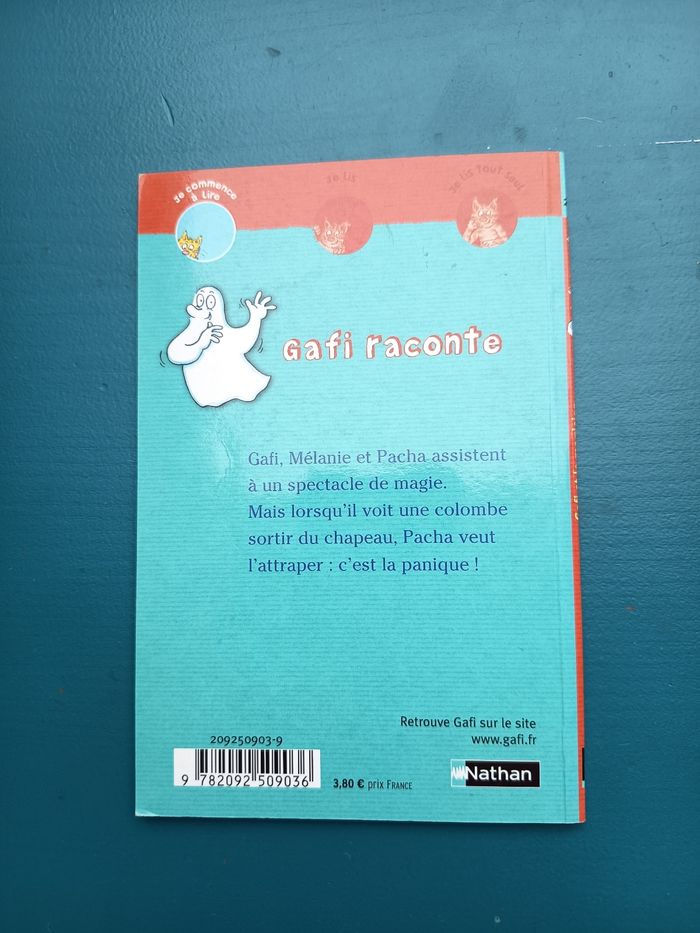 Je commence
à lire
Je lis
Je lis tout seul
Gafi raconte
Gafi, Mélanie et Pacha assistent
à un spectacle de magie.
Mais lorsqu'il voit une colombe
sortir du chapeau, Pacha veut
l'attraper : c'est la panique !
Retrouve Gafi sur le site
www.gafi.fr
209250903-9
9 782092 509036
3,80 € prix France
Nathan